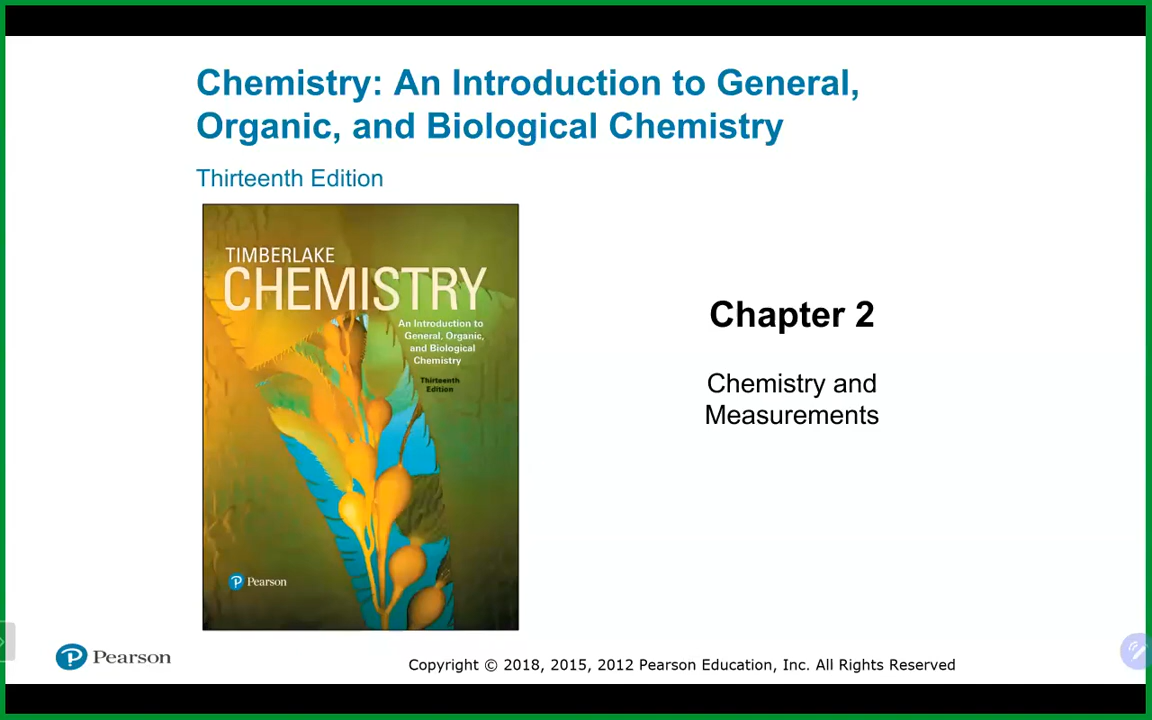 Chemistry: An Introduction to General,
Organic, and Biological Chemistry
Thirteenth Edition
TIMBERLAKE
CHEMISTRY
An Introduction to
General, Organic,
and Biological
Chemistry
Thirteenth
Edition
Pearson
Chapter 2
Chemistry and
Measurements
Pearson
Copyright © 2018, 2015, 2012 Pearson Education, Inc. All Rights Reserved